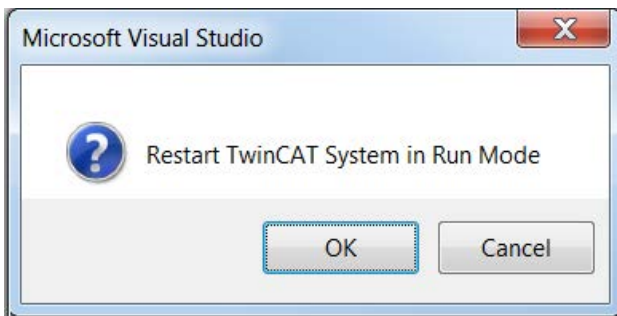 Microsoft Visual Studio
Restart TwinCAT System in Run Mode
OK
Cancel